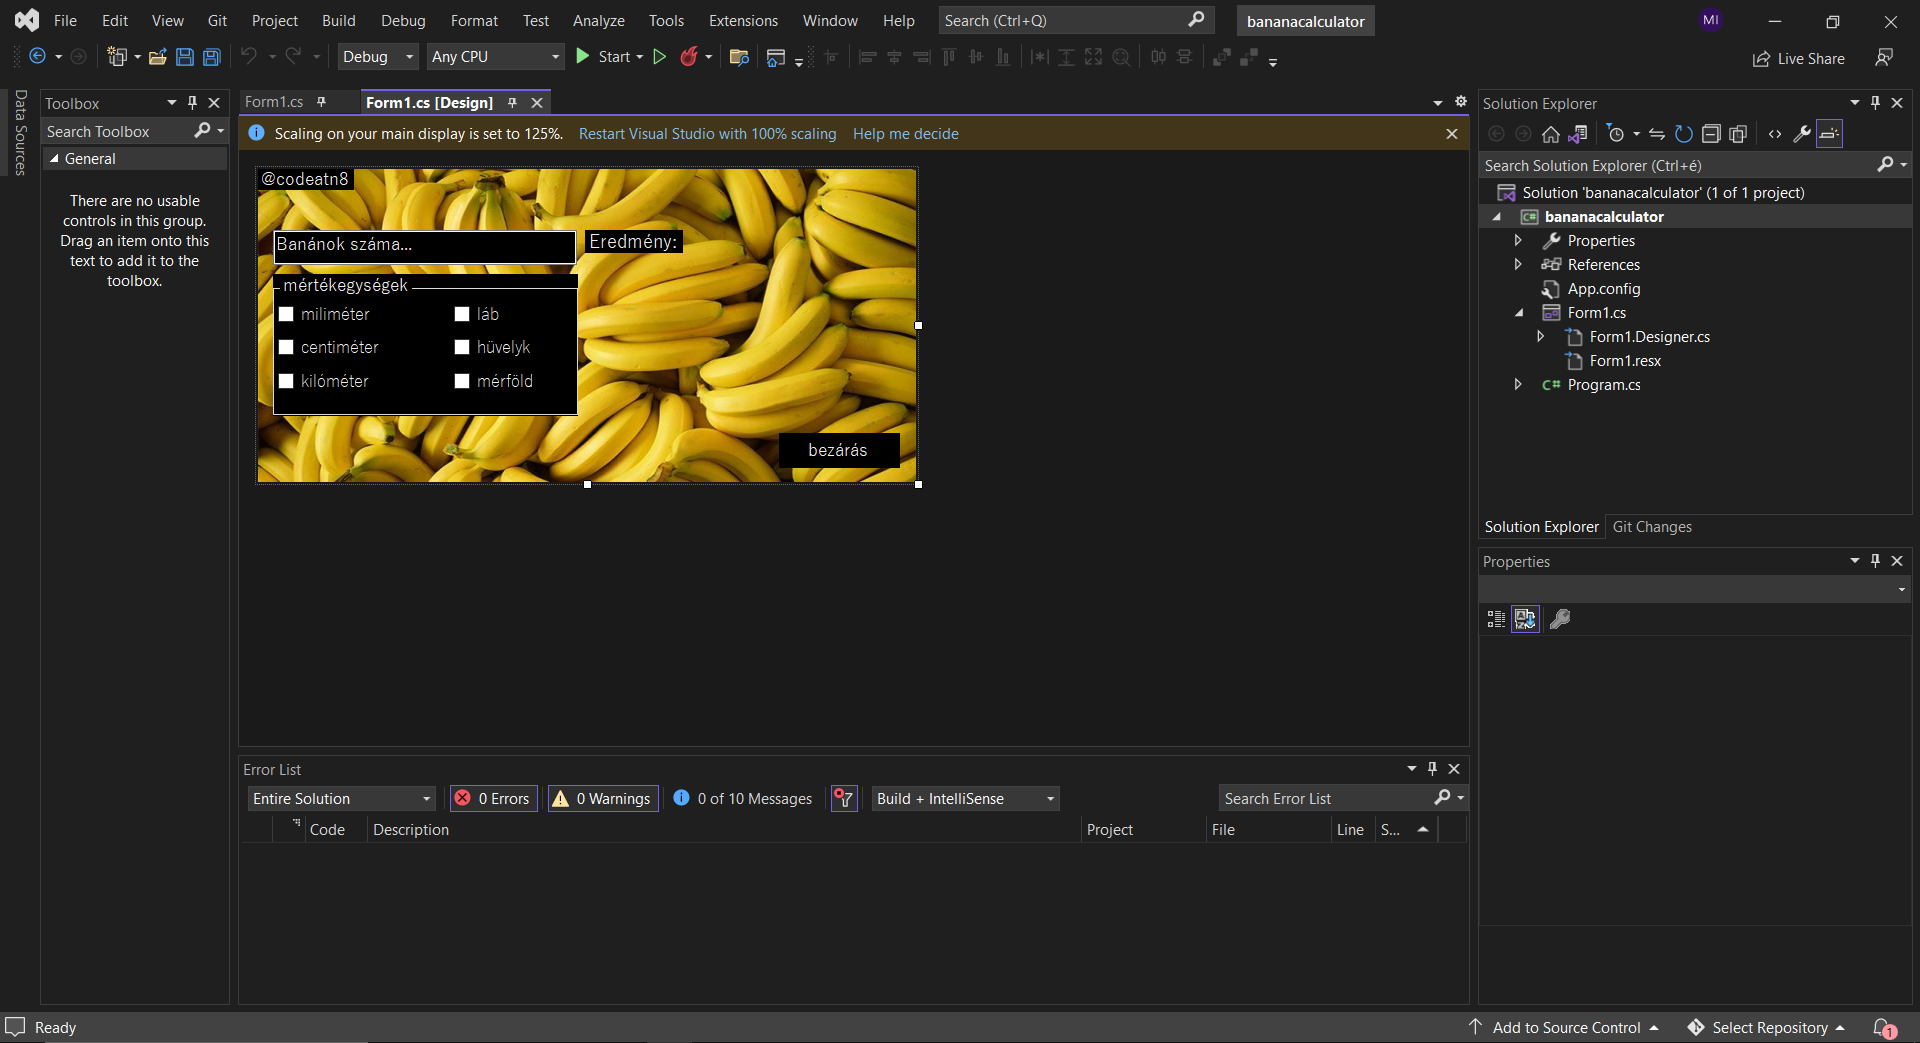 File Edit View Git Project Build Debug Format Test Analyze Tools Extensions Window Help Search (Ctrl+Q) bananacalculator MI
Debug Any CPU Start Live Share
Data Sources
Toolbox
Search Toolbox
General
There are no usable
controls in this group.
Drag an item onto this
text to add it to the
toolbox.
Form1.cs Form1.cs [Design]
Scaling on your main display is set to 125%. Restart Visual Studio with 100% scaling Help me decide
@codeatn8
Banánok száma... Eredmény:
mértékegységek
miliméter láb
centiméter hüvelyk
kilóméter mérföld
bezárás
Error List
Entire Solution 0 Errors 0 Warnings 0 of 10 Messages Build + IntelliSense Search Error List
Code Description Project File Line S...
Solution Explorer
Search Solution Explorer (Ctrl+é)
Solution 'bananacalculator' (1 of 1 project)
C# bananacalculator
Properties
References
App.config
Form1.cs
Form1.Designer.cs
Form1.resx
C# Program.cs
Solution Explorer Git Changes
Properties
Ready Add to Source Control Select Repository 1